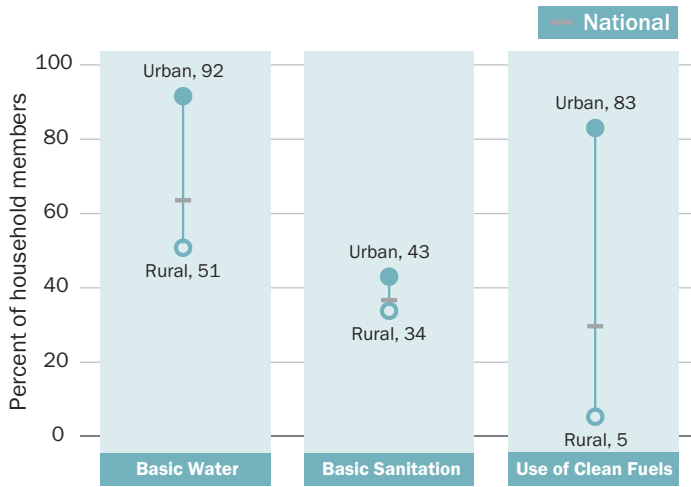 National
Percent of household members
100
80
60
40
20
0
Urban, 92
Rural, 51
Urban, 43
Rural, 34
Urban, 83
Rural, 5
Basic Water
Basic Sanitation
Use of Clean Fuels